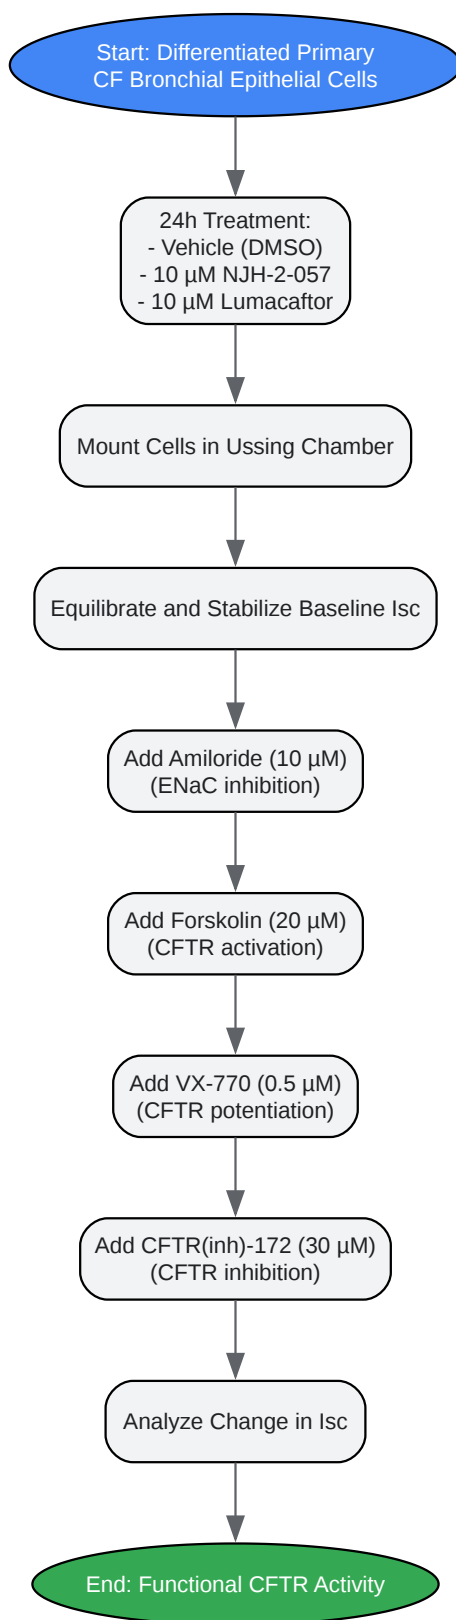 Start: Differentiated Primary
CF Bronchial Epithelial Cells
24h Treatment:
- Vehicle (DMSO)
- 10 µM NJH-2-057
- 10 µM Lumacaftor
Mount Cells in Ussing Chamber
Equilibrate and Stabilize Baseline Isc
Add Amiloride (10 µM)
(ENaC inhibition)
Add Forskolin (20 µM)
(CFTR activation)
Add VX-770 (0.5 µM)
(CFTR potentiation)
Add CFTR(inh)-172 (30 µM)
(CFTR inhibition)
Analyze Change in Isc
End: Functional CFTR Activity